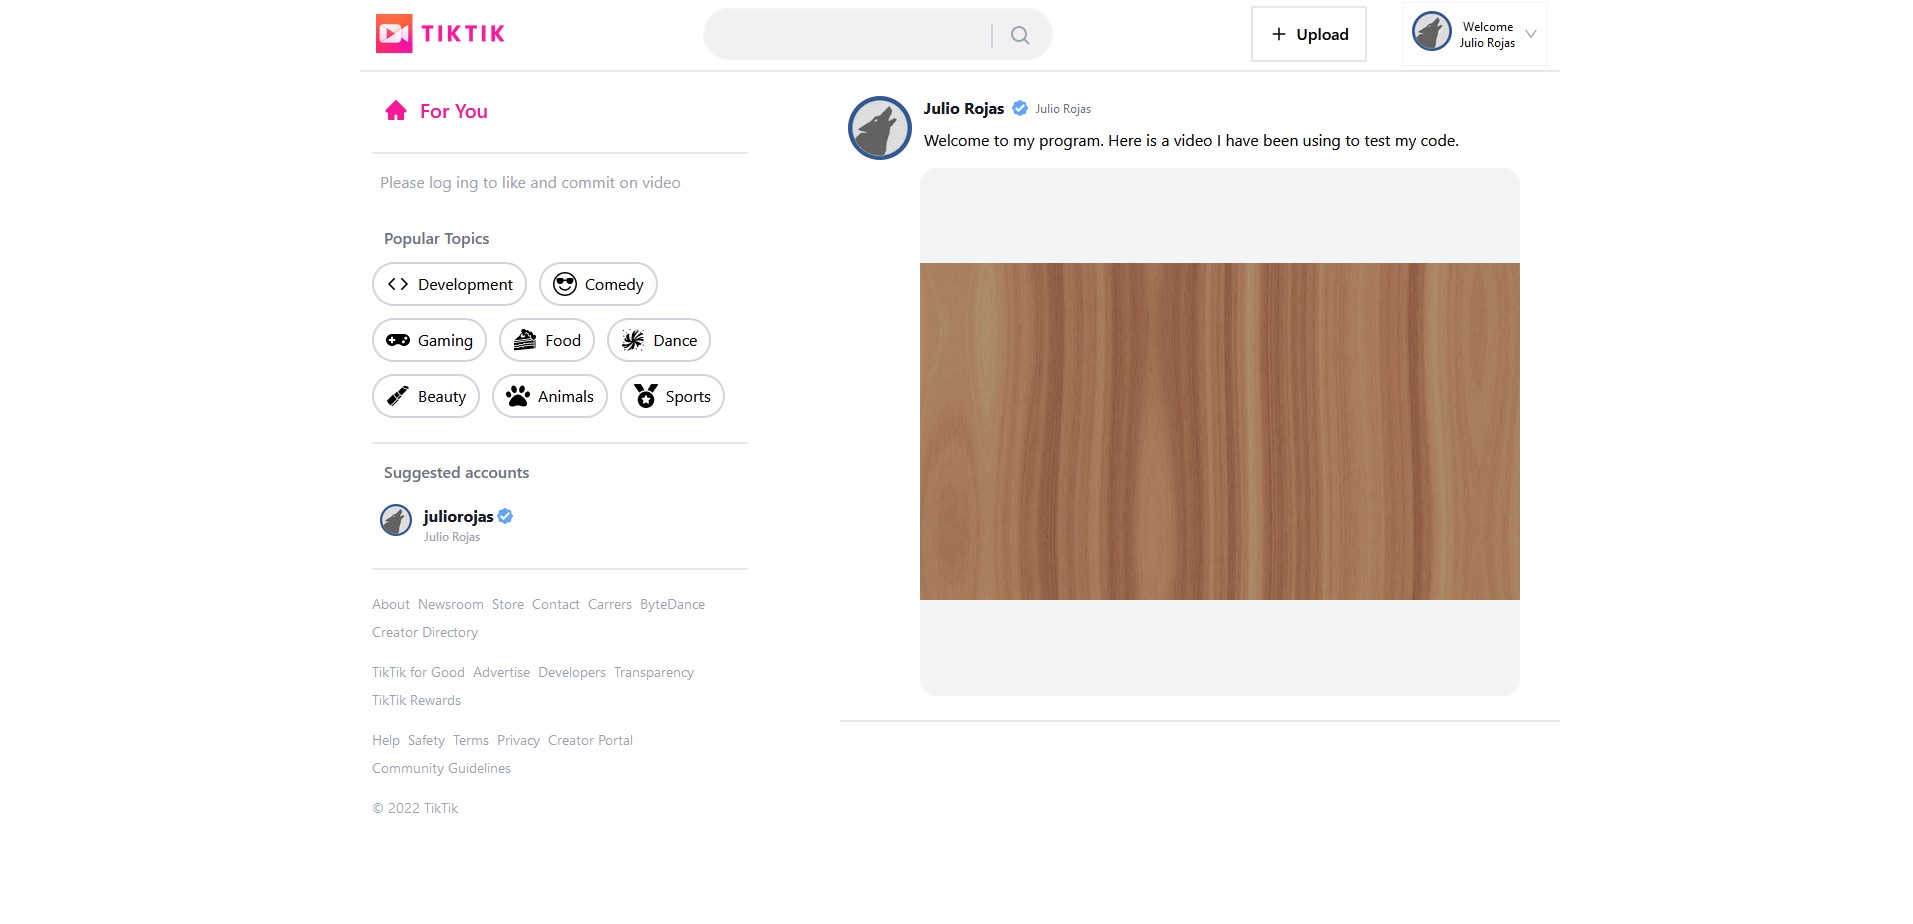 TIKTIK
Upload
Welcome
Julio Rojas
For You
Please log ing to like and commit on video
Popular Topics
Development Comedy
Gaming Food Dance
Beauty Animals Sports
Suggested accounts
juliorojas
Julio Rojas
About Newsroom Store Contact Carrers ByteDance
Creator Directory
TikTik for Good Advertise Developers Transparency
TikTik Rewards
Help Safety Terms Privacy Creator Portal
Community Guidelines
© 2022 TikTik
Julio Rojas Julio Rojas
Welcome to my program. Here is a video I have been using to test my code.